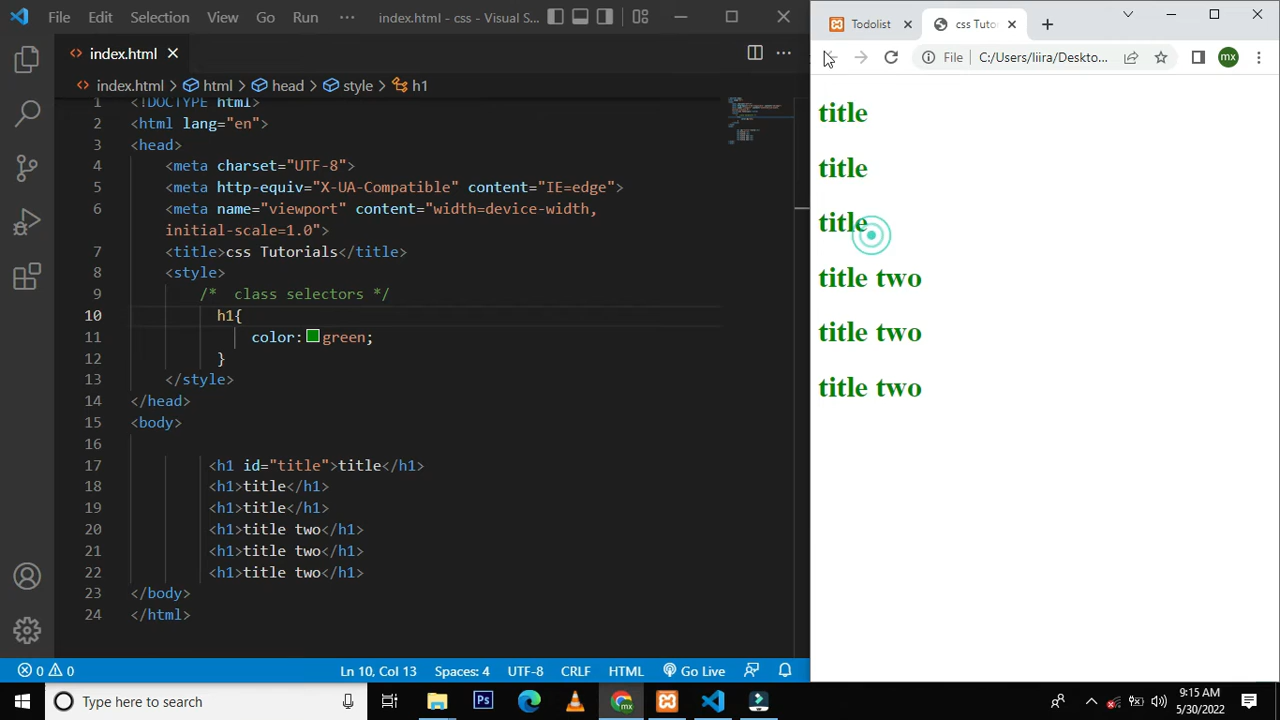 File Edit Selection View Go Run ··· index.html - css - Visual S...
index.html
index.html > html > head > style > h1
1 <!DOCTYPE html>
2 <html lang="en">
3 <head>
4 <meta charset="UTF-8">
5 <meta http-equiv="X-UA-Compatible" content="IE=edge">
6 <meta name="viewport" content="width=device-width,
initial-scale=1.0">
7 <title>css Tutorials</title>
8 <style>
9 /* class selectors */
10 h1{
11 color: green;
12 }
13 </style>
14 </head>
15 <body>
16
17 <h1 id="title">title</h1>
18 <h1>title</h1>
19 <h1>title</h1>
20 <h1>title two</h1>
21 <h1>title two</h1>
22 <h1>title two</h1>
23 </body>
24 </html>
0 0 Ln 10, Col 13 Spaces: 4 UTF-8 CRLF HTML Go Live
Todolist css Tutor
File C:/Users/liira/Deskto... mx
title
title
title
title two
title two
title two
Type here to search
Ps
mx
9:15 AM
5/30/2022